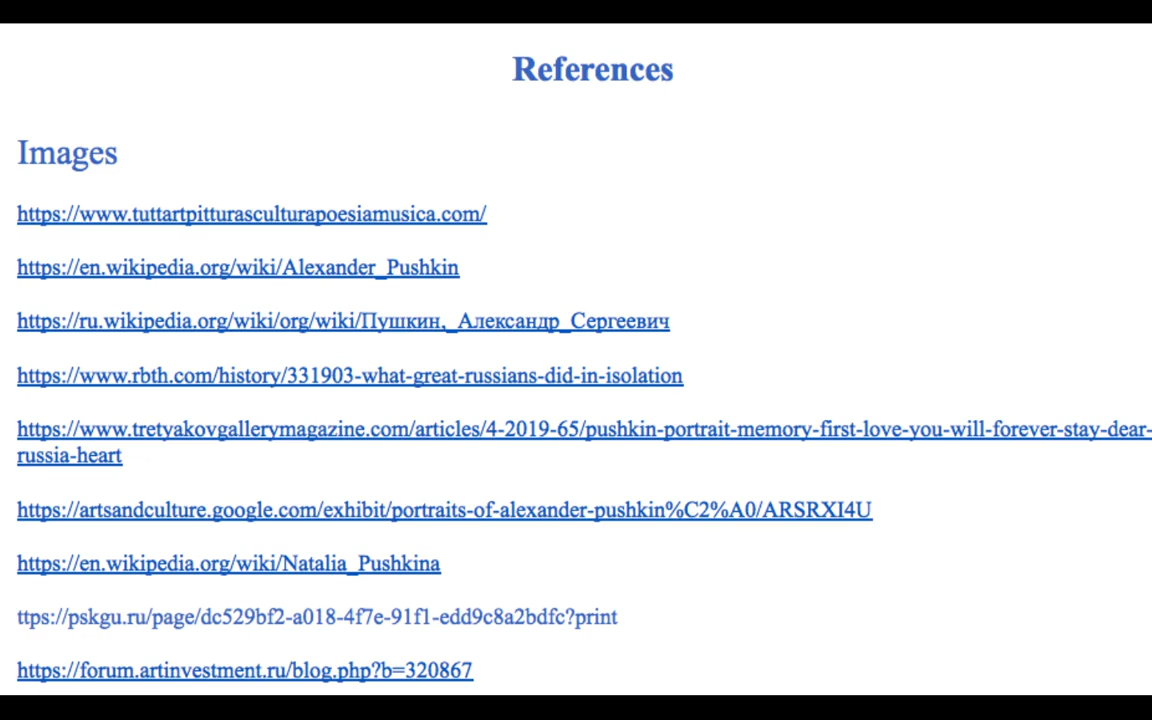 References
Images
https://www.tuttartpitturasculturapoesiamusica.com/
https://en.wikipedia.org/wiki/Alexander_Pushkin
https://ru.wikipedia.org/wiki/org/wiki/Пушкин,_Александр_Сергеевич
https://www.rbth.com/history/331903-what-great-russians-did-in-isolation
https://www.tretyakovgallerymagazine.com/articles/4-2019-65/pushkin-portrait-memory-first-love-you-will-forever-stay-dear-
russia-heart
https://artsandculture.google.com/exhibit/portraits-of-alexander-pushkin%C2%A0/ARSRXI4U
https://en.wikipedia.org/wiki/Natalia_Pushkina
ttps://pskgu.ru/page/dc529bf2-a018-4f7e-91f1-edd9c8a2bdfc?print
https://forum.artinvestment.ru/blog.php?b=320867